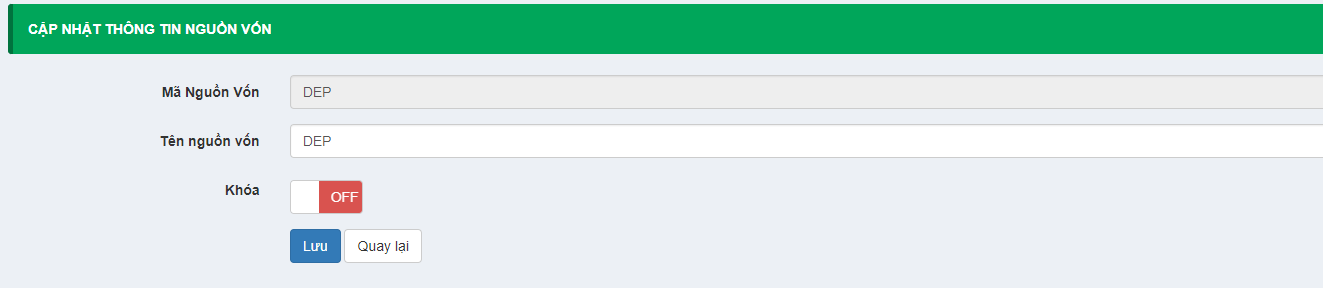 CẬP NHẬT THÔNG TIN NGUỒN VỐN
Mã Nguồn Vốn DEP
Tên nguồn vốn DEP
Khóa OFF
Lưu Quay lại